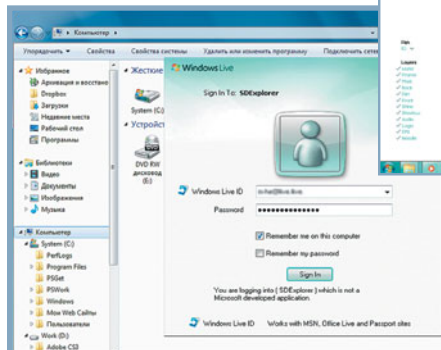 Компьютер
Упорядочить
Свойства
Свойства системы
Удалить или изменить программу
Подключить сете
Избранное
Архивация и восстано
Dropbox
Загрузки
Недавние места
Рабочий стол
Программы
Библиотеки
Видео
Документы
Изображения
Музыка
Компьютер
System (C:)
PerfLogs
Program Files
PSGet
PSWork
Windows
Мои Web Сайты
Пользователи
Work (D:)
Adobe CS3
Жесткие
System (C:)
Устройст
DVD RW
дисковод
(E:)
Windows Live
Sign In To: SDExplorer
Windows Live ID
Password
Remember me on this computer
Remember my password
Sign In
You are logging into ( SDExplorer ) which is not a
Microsoft developed application
Windows Live ID Works with MSN, Office Live and Passport sites